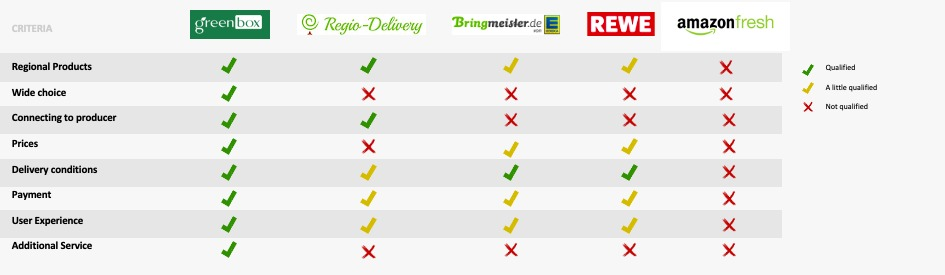 CRITERIA
greenbox
Regio-Delivery
Bringmeister.de
REWE
amazonfresh
Regional Products
Wide choice
Connecting to producer
Prices
Delivery conditions
Payment
User Experience
Additional Service
Qualified
A little qualified
Not qualified